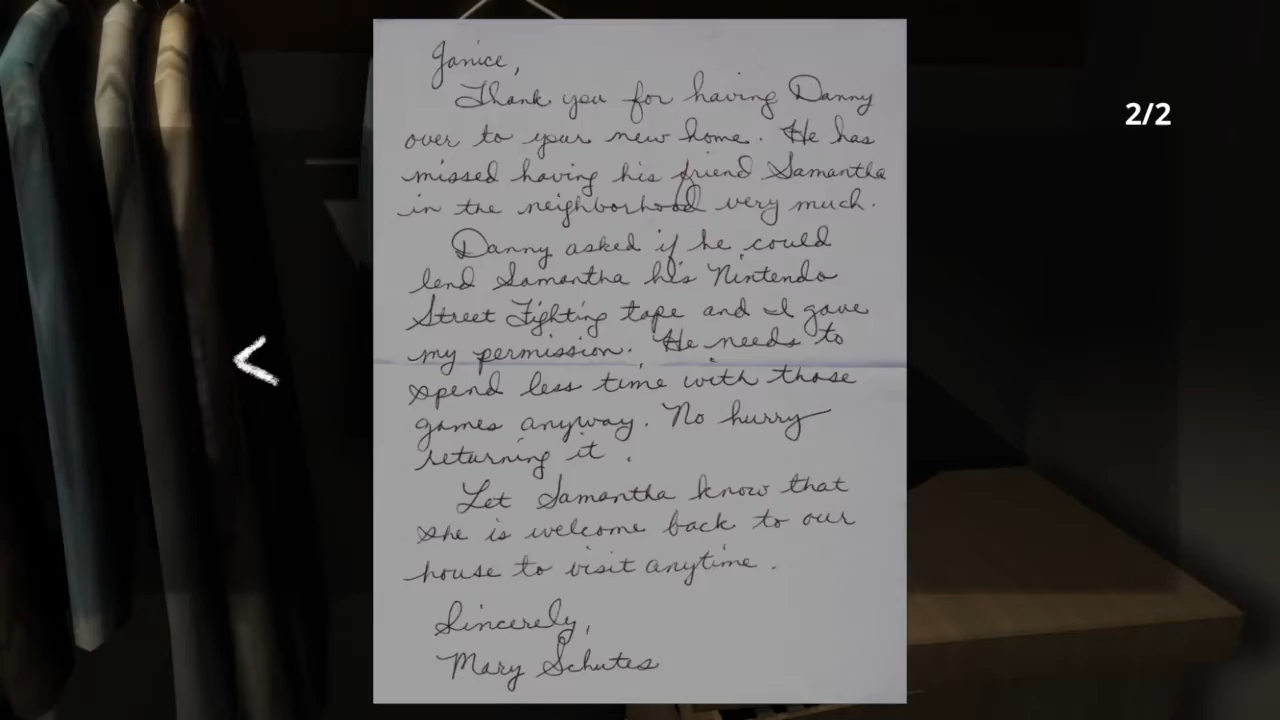 Janice,
Thank you for having Danny
over to your new home. He has
missed having his friend Samantha
in the neighborhood very much.
Danny asked if he could
lend Samantha his Nintendo
Street Fighting tape and I gave
my permission. He needs to
spend less time with those
games anyway. No hurry
returning it.
Let Samantha know that
she is welcome back to our
house to visit anytime.
Sincerely,
Mary Schutes
2/2